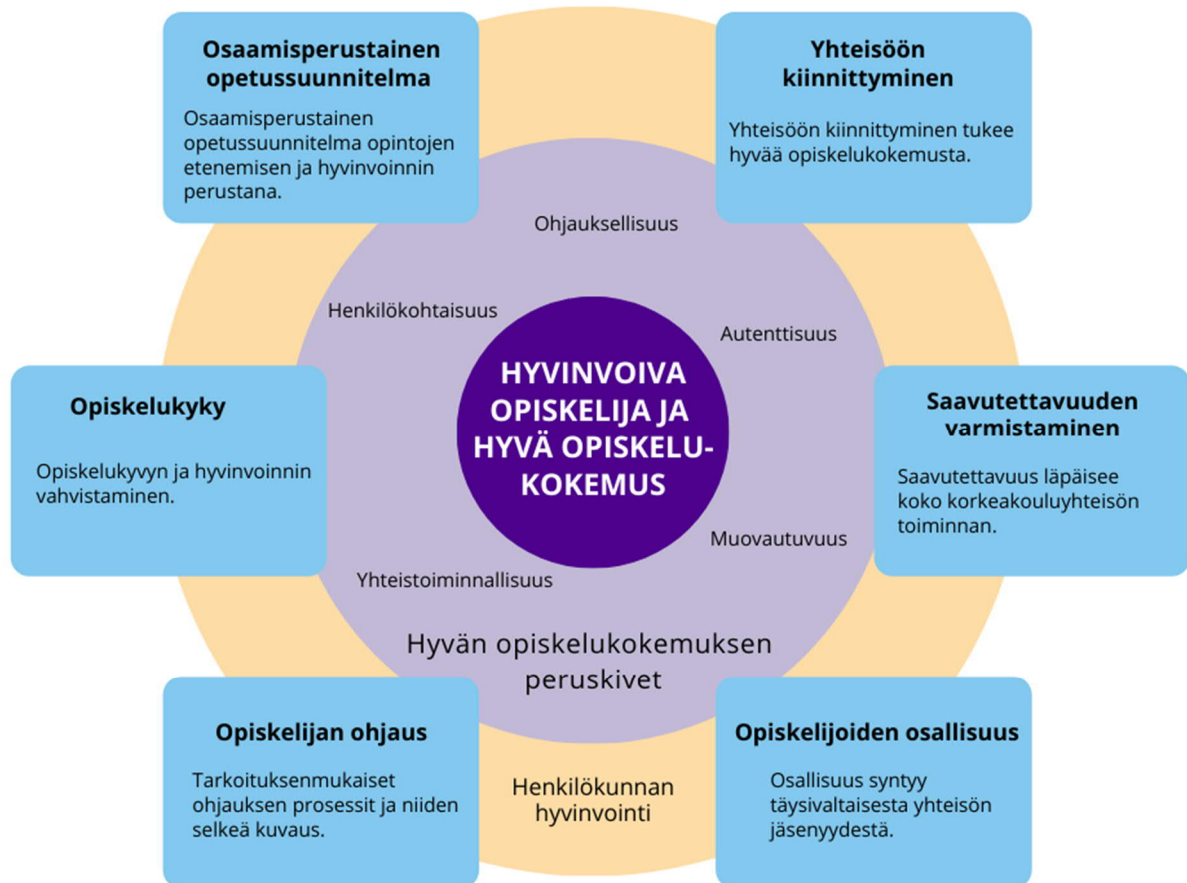 Osaamisperustainen
opetussuunnitelma
Osaamisperustainen
opetussuunnitelma opintojen
etenemisen ja hyvinvoinnin
perustana.
Yhteisöön
kiinnittyminen
Yhteisöön kiinnittyminen tukee
hyvää opiskelukokemusta.
Ohjauksellisuus
Henkilökohtaisuus
Autenttisuus
HYVINVOIVA
OPISKELIJA JA
HYVÄ OPISKELU-
KOKEMUS
Opiskelukyky
Opiskelukyvyn ja hyvinvoinnin
vahvistaminen.
Saavutettavuuden
varmistaminen
Saavutettavuus läpäisee
koko korkeakouluyhteisön
toiminnan.
Muovautuvuus
Yhteistoiminnallisuus
Hyvän opiskelukokemuksen
peruskivet
Opiskelijan ohjaus
Tarkoituksenmukaiset
ohjauksen prosessit ja niiden
selkeä kuvaus.
Henkilökunnan
hyvinvointi
Opiskelijoiden osallisuus
Osallisuus syntyy
täysivaltaisesta yhteisön
jäsenyydestä.